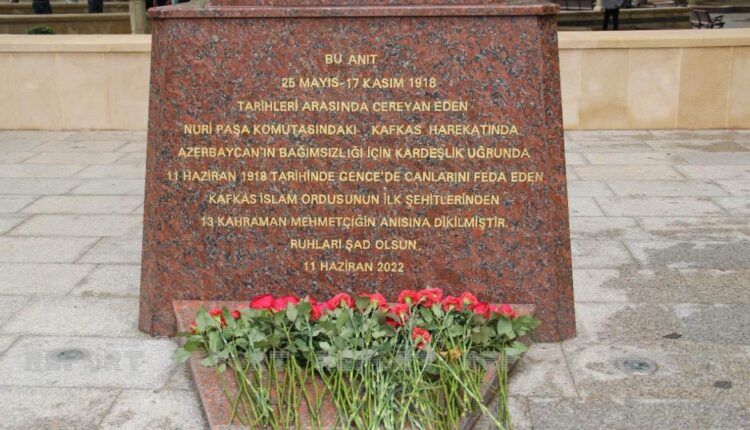 BU ANIT
25 MAYIS-17 KASIM 1918
TARİHLERİ ARASINDA CEREYAN EDEN
NURİ PAŞA KOMUTASINDAKİ KAFKAS HAREKATINDA
AZERBAYCAN'IN BAĞIMSIZLIĞI İÇİN KARDEŞLİK UĞRUNDA
11 HAZİRAN 1918 TARİHİNDE GENCE'DE CANLARINI FEDA EDEN
KAFKAS İSLAM ORDUSUNUN İLK ŞEHİTLERİNDEN
13 KAHRAMAN MEHMETÇİĞİN ANISINA DİKİLMİŞTİR.
RUHLARI ŞAD OLSUN.
11 HAZİRAN 2022